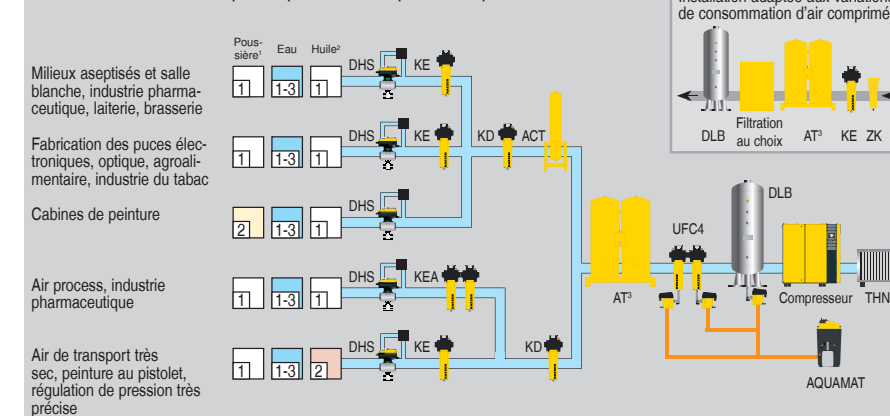 Installation adaptée aux variations
de consommation d'air comprimé
DLB
Filtration
au choix
AT³
KE
ZK
Pous-
sière¹
Eau
Huile²
Milieux aseptisés et salle
blanche, industrie pharma-
ceutique, laiterie, brasserie
1
1-3
1
DHS
KE
Fabrication des puces élec-
troniques, optique, agroali-
mentaire, industrie du tabac
1
1-3
1
DHS
KE
KD
ACT
Cabines de peinture
2
1-3
1
DHS
Air process, industrie
pharmaceutique
1
1-3
1
DHS
KEA
Air de transport très
sec, peinture au pistolet,
régulation de pression très
précise
1
1-3
2
DHS
KE
KD
AT³
UFC4
DLB
Compresseur
THN
AQUAMAT